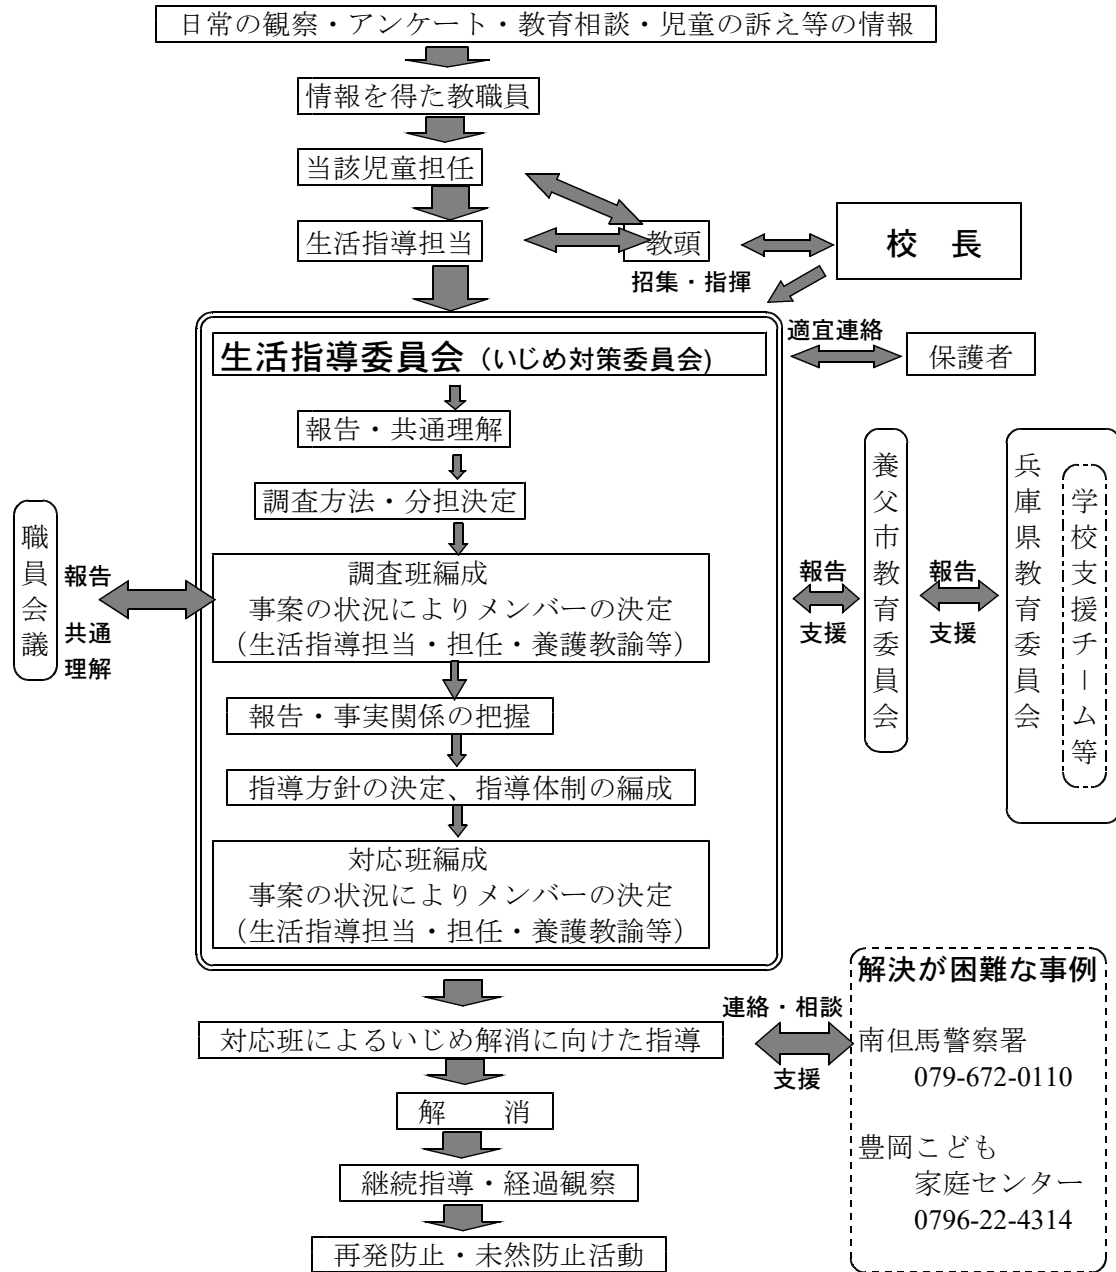 日常の観察・アンケート・教育相談・児童の訴え等の情報
情報を得た教職員
当該児童担任
生活指導担当
教頭
校　長
招集・指揮
生活指導委員会（いじめ対策委員会)
適宜連絡
保護者
報告・共通理解
調査方法・分担決定
調査班編成
事案の状況によりメンバーの決定
（生活指導担当・担任・養護教諭等）
職員会議
報告
共通
理解
報告
支援
養父市教育委員会
報告
支援
兵庫県教育委員会
学校支援チーム等
報告・事実関係の把握
指導方針の決定、指導体制の編成
対応班編成
事案の状況によりメンバーの決定
（生活指導担当・担任・養護教諭等）
対応班によるいじめ解消に向けた指導
連絡・相談
支援
解決が困難な事例
南但馬警察署
079-672-0110
豊岡こども
家庭センター
0796-22-4314
解　　消
継続指導・経過観察
再発防止・未然防止活動